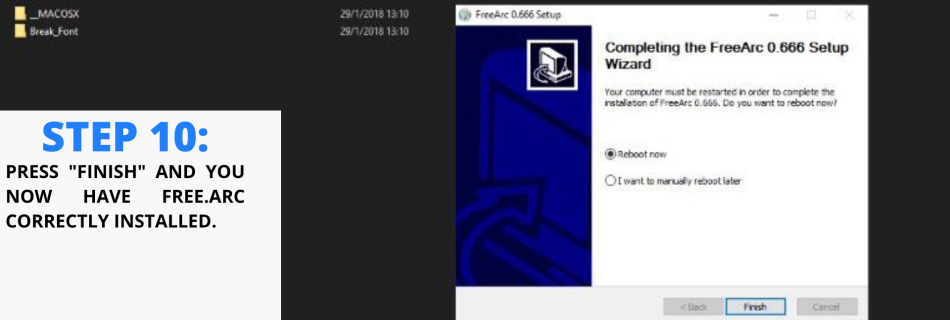 __MACOSX 29/1/2018 13:10
Break_Font 29/1/2018 13:10
STEP 10:
PRESS "FINISH" AND YOU
NOW HAVE FREE.ARC
CORRECTLY INSTALLED.
FreeArc 0.666 Setup
Completing the FreeArc 0.666 Setup
Wizard
Your computer must be restarted in order to complete the
installation of FreeArc 0.666. Do you want to reboot now?
Reboot now
I want to manually reboot later
< Back Finish Cancel